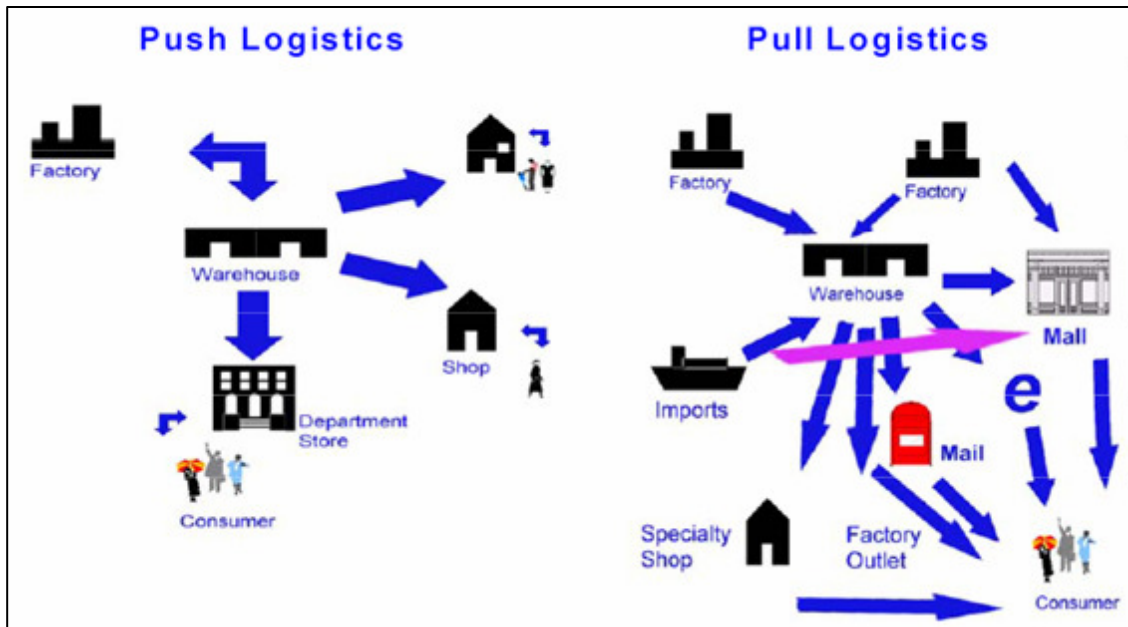 Push Logistics
Factory
Warehouse
Shop
Department
Store
Consumer
Pull Logistics
Factory
Factory
Warehouse
Mall
Imports
e
Mail
Specialty
Shop
Factory
Outlet
Consumer